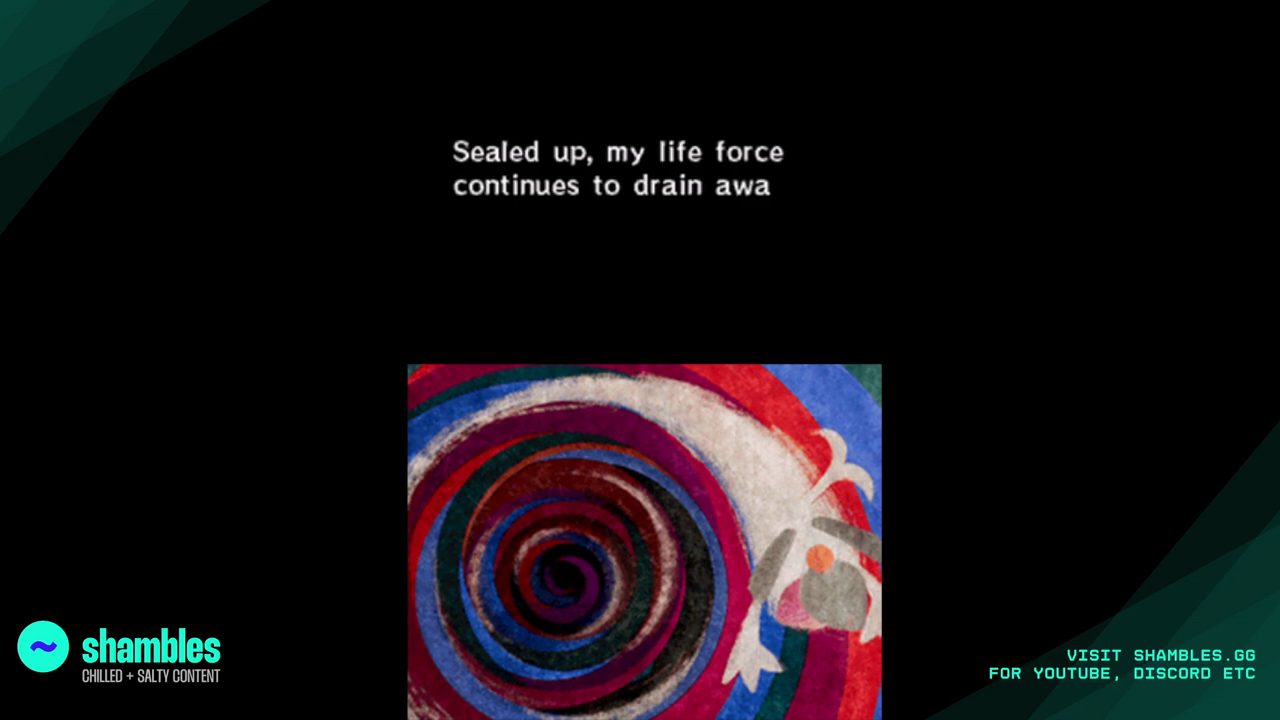 Sealed up, my life force
continues to drain awa
shambles
CHILLED + SALTY CONTENT
VISIT SHAMBLES.GG
FOR YOUTUBE, DISCORD ETC